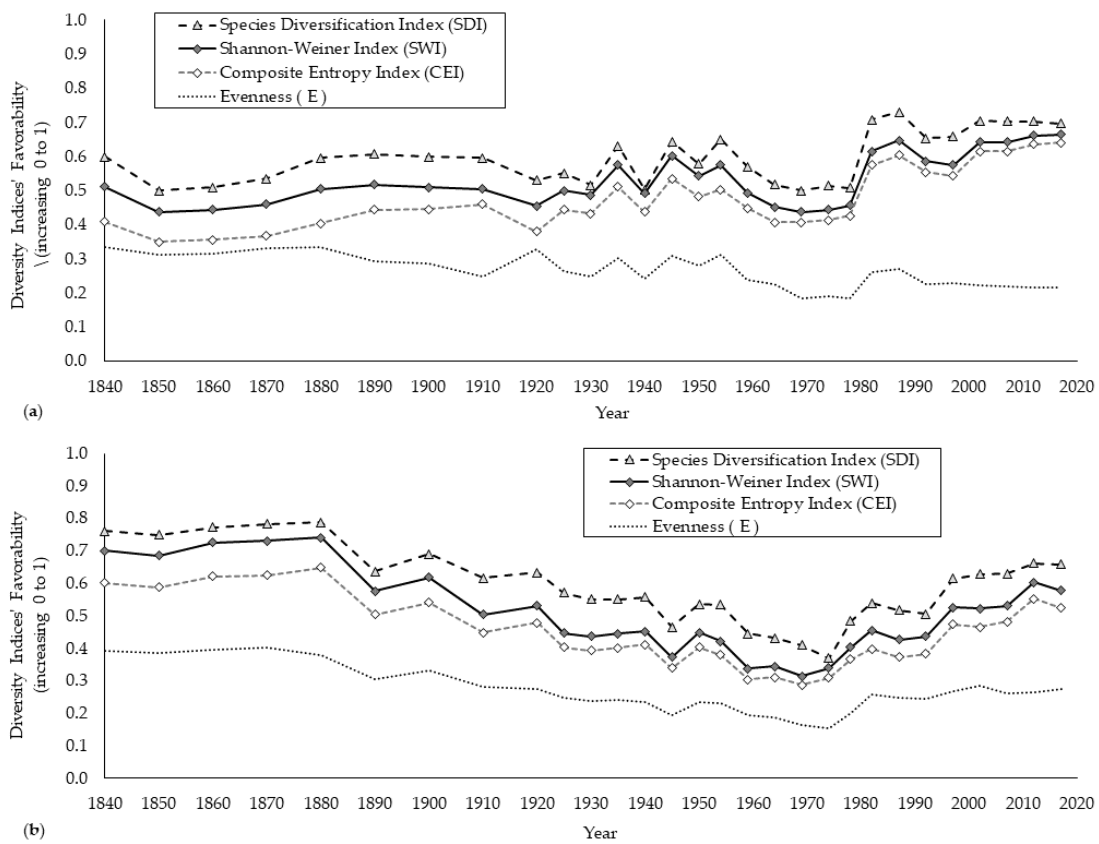 1.0
0.9
0.8
0.7
0.6
0.5
0.4
0.3
0.2
0.1
0.0
Diversity Indices' Favorability
\ (increasing 0 to 1)
Species Diversification Index (SDI)
Shannon-Weiner Index (SWI)
Composite Entropy Index (CEI)
Evenness ( E )
1840 1850 1860 1870 1880 1890 1900 1910 1920 1930 1940 1950 1960 1970 1980 1990 2000 2010 2020
(a)
Year
1.0
0.9
0.8
0.7
0.6
0.5
0.4
0.3
0.2
0.1
0.0
Diversity Indices' Favorability
(increasing 0 to 1)
Species Diversification Index (SDI)
Shannon-Weiner Index (SWI)
Composite Entropy Index (CEI)
Evenness ( E )
1840 1850 1860 1870 1880 1890 1900 1910 1920 1930 1940 1950 1960 1970 1980 1990 2000 2010 2020
(b)
Year